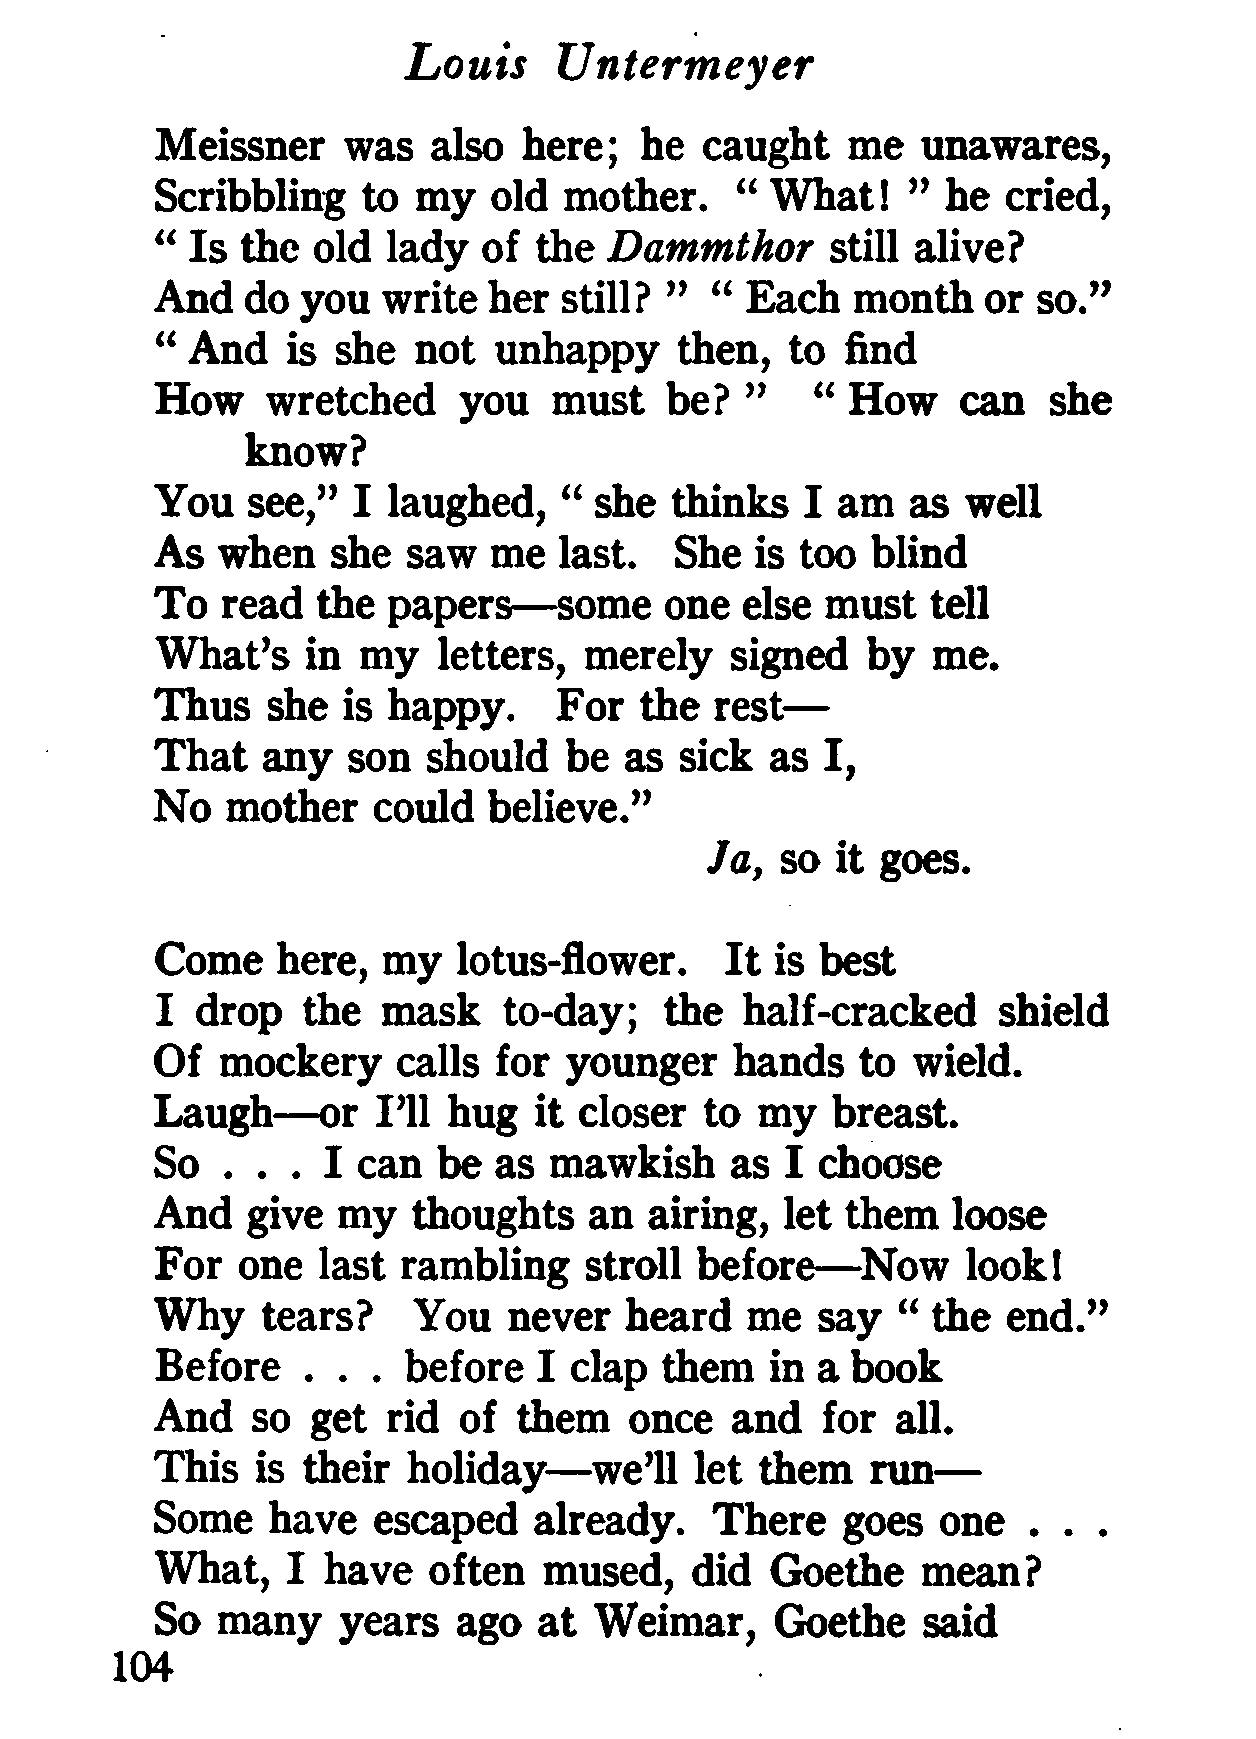 Louis Untermeyer
Meissner was also here; he caught me unawares,
Scribbling to my old mother. “ What! ” he cried,
“ Is the old lady of the Dammthor still alive?
And do you write her still? ” “ Each month or so.”
“ And is she not unhappy then, to find
How wretched you must be? ” “ How can she
know?
You see,” I laughed, “ she thinks I am as well
As when she saw me last. She is too blind
To read the papers—some one else must tell
What’s in my letters, merely signed by me.
Thus she is happy. For the rest—
That any son should be as sick as I,
No mother could believe.”
Ja, so it goes.
Come here, my lotus-flower. It is best
I drop the mask to-day; the half-cracked shield
Of mockery calls for younger hands to wield.
Laugh—or I’ll hug it closer to my breast.
So . . . I can be as mawkish as I choose
And give my thoughts an airing, let them loose
For one last rambling stroll before—Now look!
Why tears? You never heard me say “ the end.”
Before . . . before I clap them in a book
And so get rid of them once and for all.
This is their holiday—we’ll let them run—
Some have escaped already. There goes one . . .
What, I have often mused, did Goethe mean?
So many years ago at Weimar, Goethe said
104